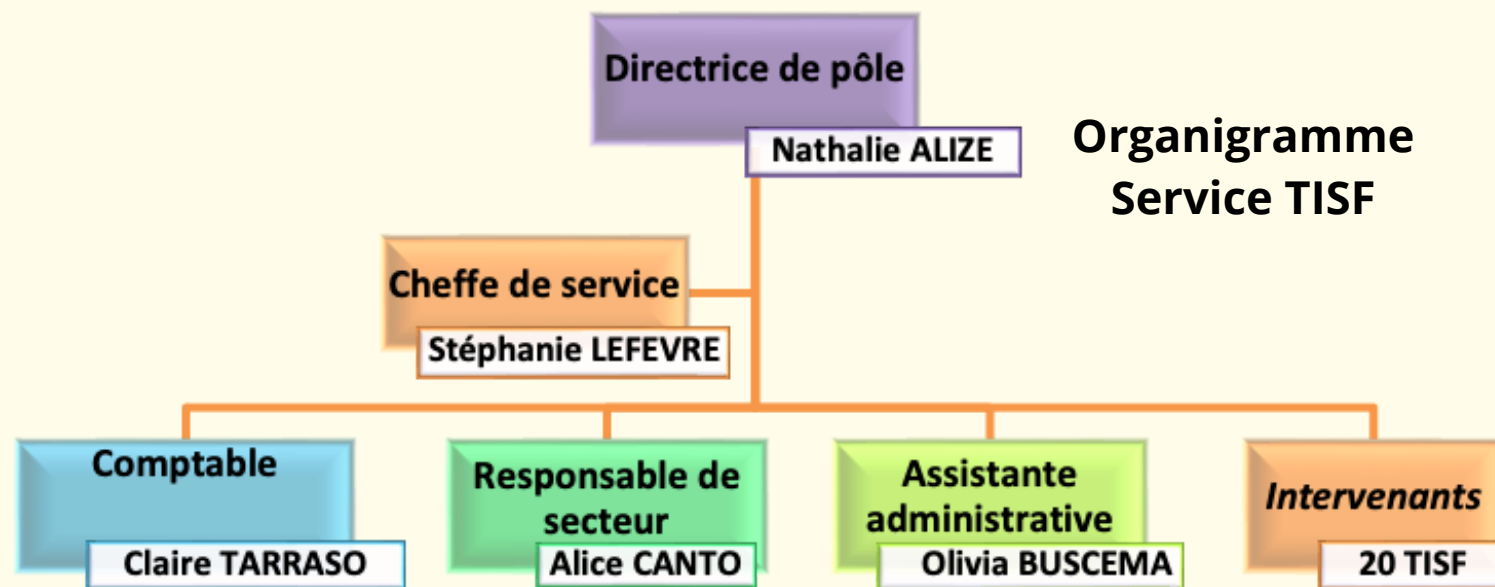 Directrice de pôle
Nathalie ALIZE
Organigramme
Service TISF
Cheffe de service
Stéphanie LEFEVRE
Comptable
Claire TARRASO
Responsable de
secteur
Alice CANTO
Assistante
administrative
Olivia BUSCEMA
Intervenants
20 TISF